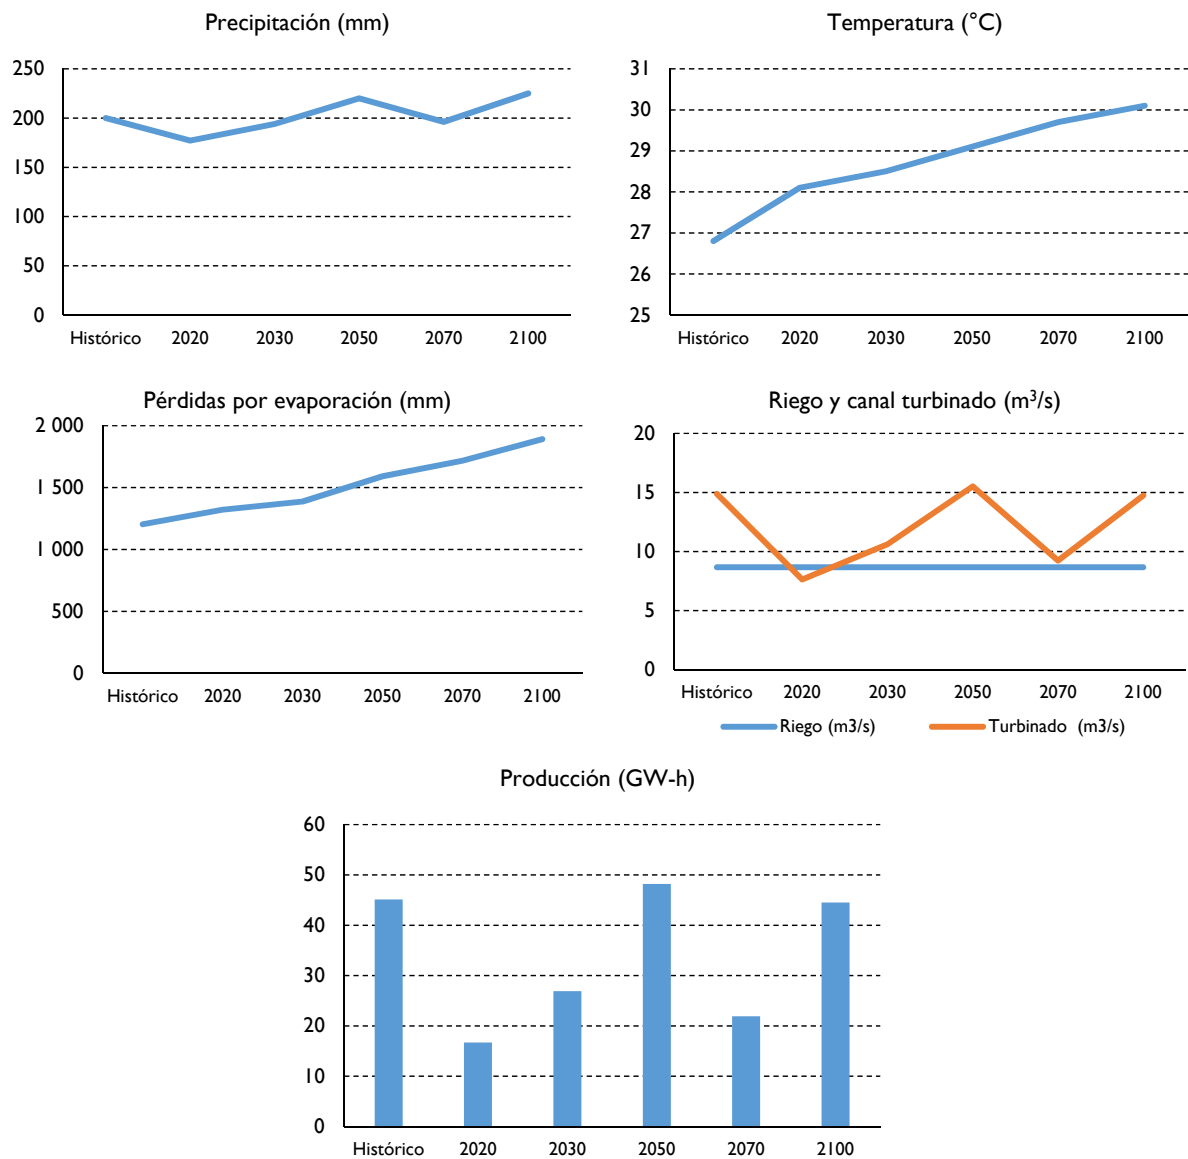 Precipitación (mm)
250
200
150
100
50
0
Histórico 2020 2030 2050 2070 2100
Temperatura (°C)
31
30
29
28
27
26
25
Histórico 2020 2030 2050 2070 2100
Pérdidas por evaporación (mm)
2 000
1 500
1 000
500
0
Histórico 2020 2030 2050 2070 2100
Riego y canal turbinado (m³/s)
20
15
10
5
0
Histórico 2020 2030 2050 2070 2100
Riego (m3/s) Turbinado (m3/s)
Producción (GW-h)
60
50
40
30
20
10
0
Histórico 2020 2030 2050 2070 2100